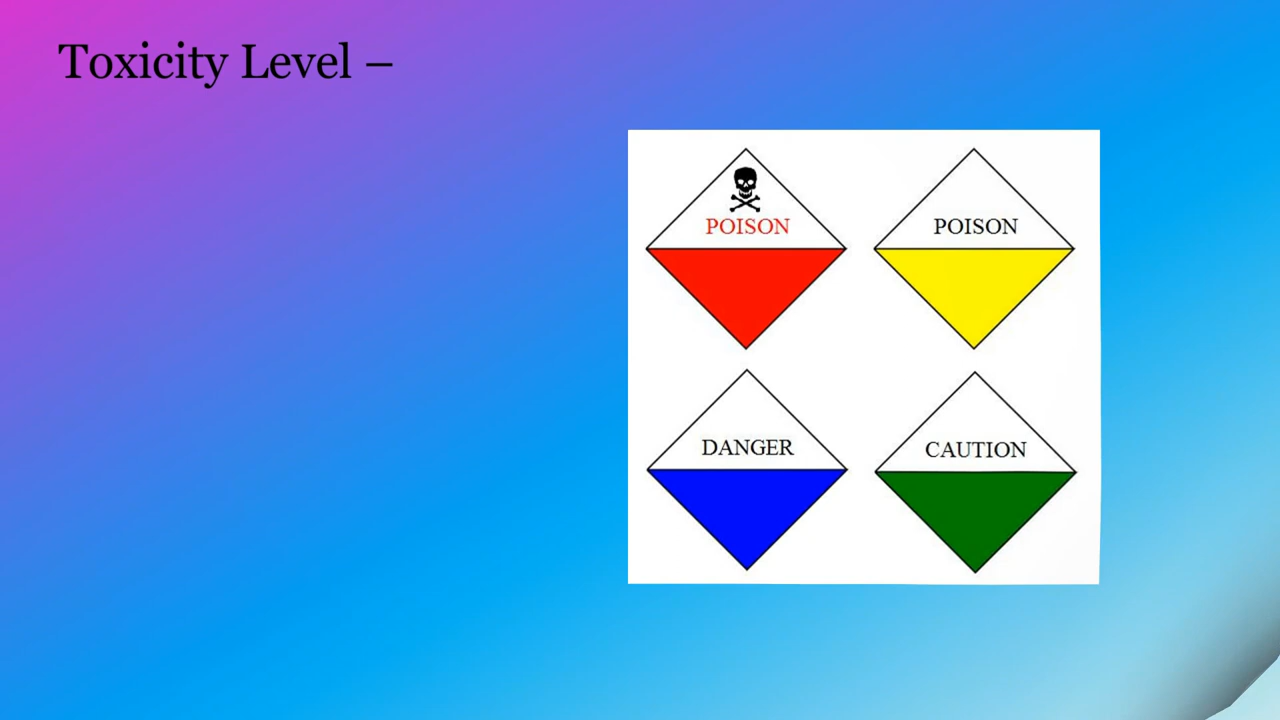 Toxicity Level –
POISON
POISON
DANGER
CAUTION